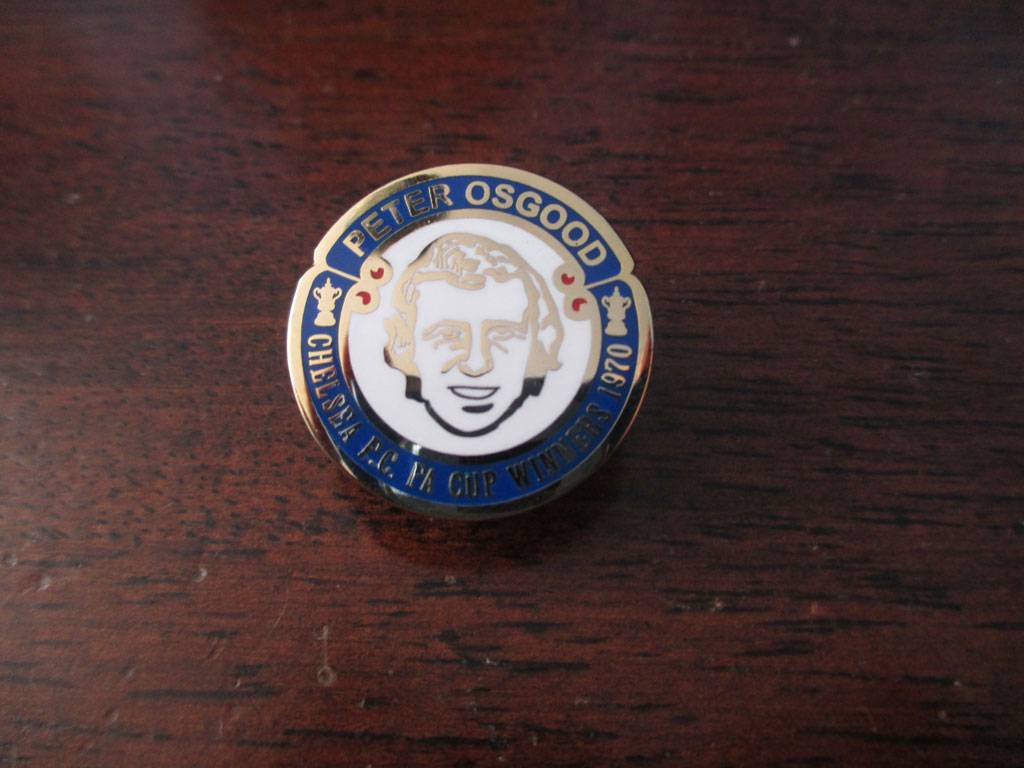 PETER OSGOOD
CHELSEA F.C. FA CUP WINNERS 1970